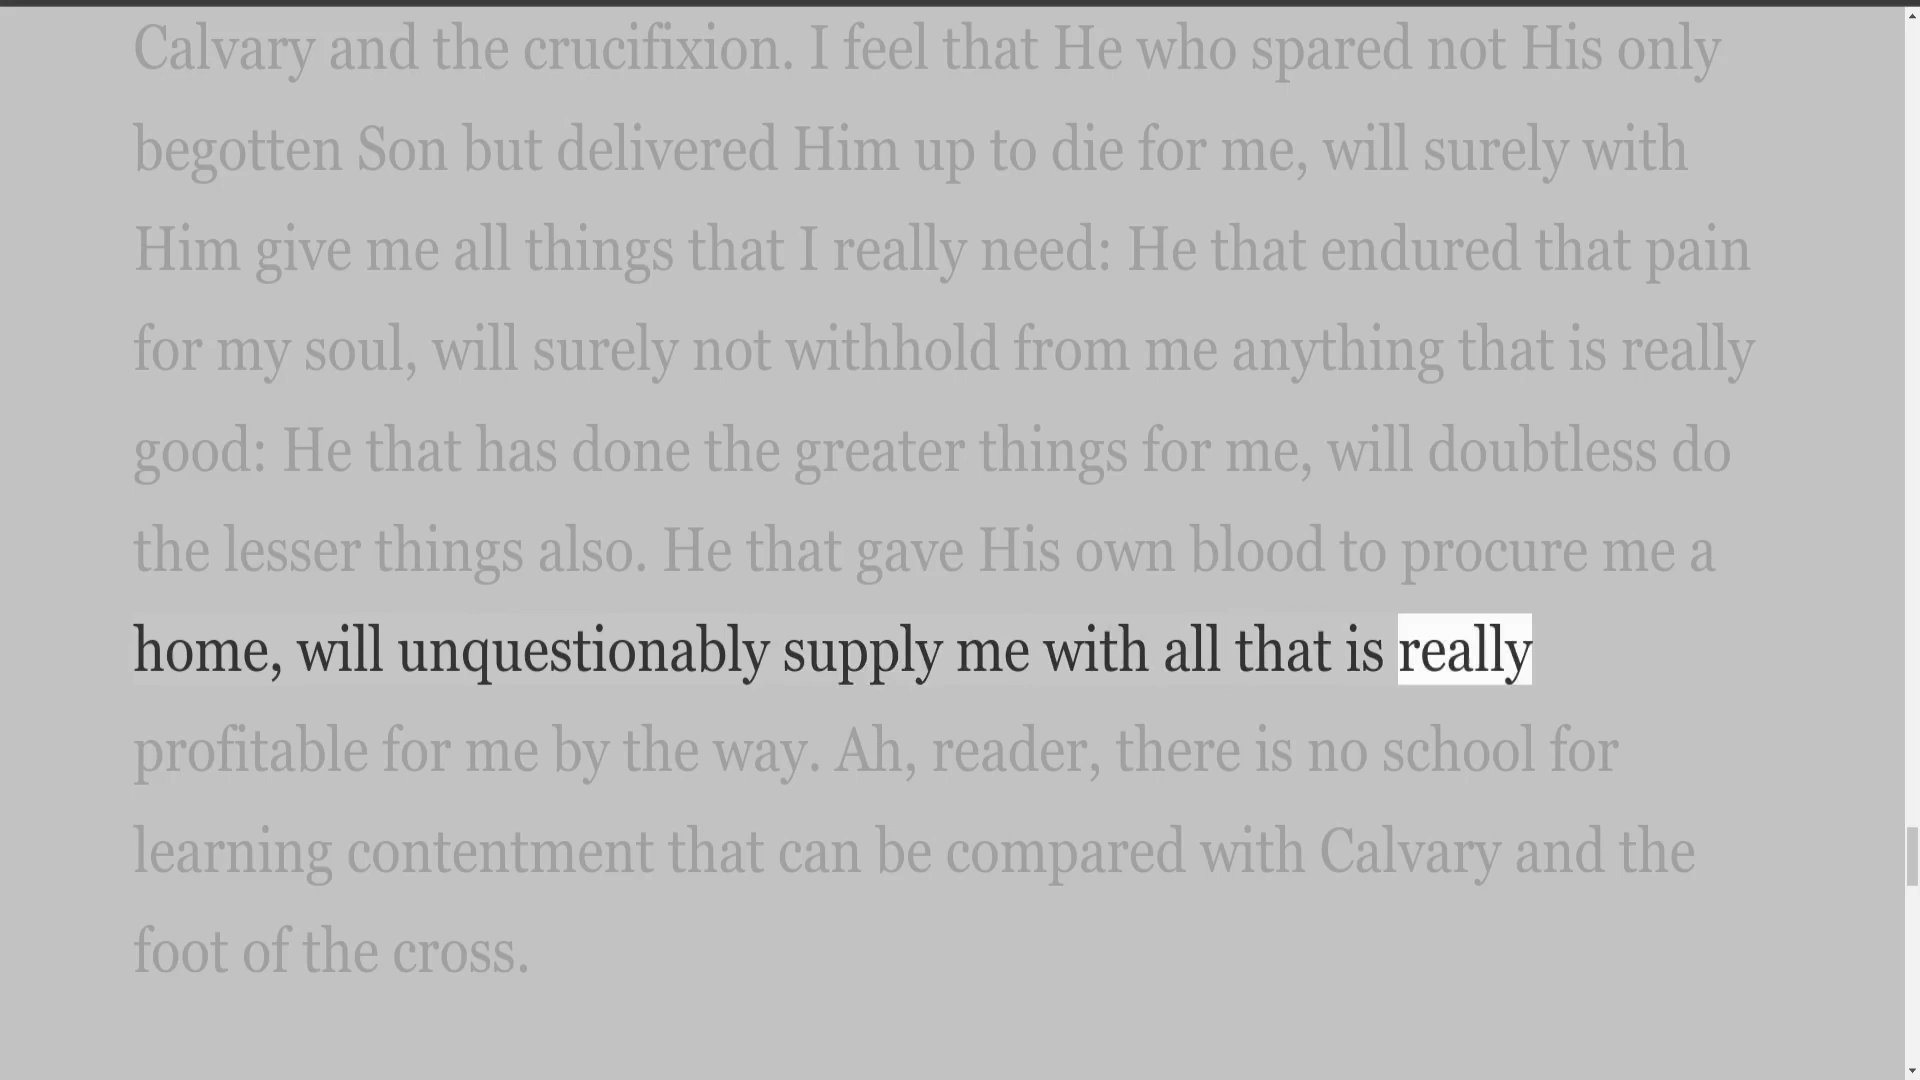 Calvary and the crucifixion. I feel that He who spared not His only
begotten Son but delivered Him up to die for me, will surely with
Him give me all things that I really need: He that endured that pain
for my soul, will surely not withhold from me anything that is really
good: He that has done the greater things for me, will doubtless do
the lesser things also. He that gave His own blood to procure me a
home, will unquestionably supply me with all that is really
profitable for me by the way. Ah, reader, there is no school for
learning contentment that can be compared with Calvary and the
foot of the cross.